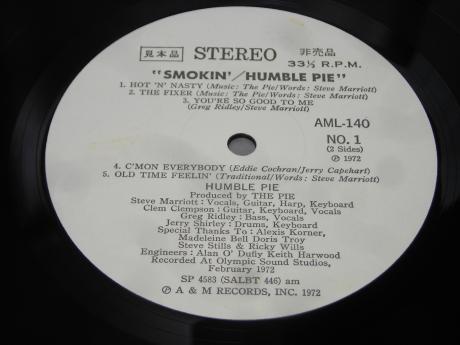 見本品 STEREO 非売品
33⅓ R.P.M.
"SMOKIN'/HUMBLE PIE"
1. HOT 'N' NASTY (Music: The Pie/Words: Steve Marriott)
2. THE FIXER (Music: The Pie/Words: Steve Marriott)
3. YOU'RE SO GOOD TO ME
(Greg Ridley/Steve Marriott)
AML-140
NO. 1
(2 Sides)
Ⓟ 1972
4. C'MON EVERYBODY (Eddie Cochran/Jerry Capehart)
5. OLD TIME FEELIN' (Traditional/Words: Steve Marriott)
HUMBLE PIE
Produced by THE PIE
Steve Marriott: Vocals, Guitar, Harp, Keyboard
Clem Clempson: Guitar, Keyboard, Vocals
Greg Ridley: Bass, Vocals
Jerry Shirley: Drums, Keyboard
Special Thanks To: Alexis Korner,
Madeleine Bell Doris Troy
Steve Stills & Ricky Wills
Engineers: Alan O' Dufly Keith Harwood
Recorded At Olympic Sound Studios,
February 1972
SP 4583 (SALBT 446) am
Ⓟ A & M RECORDS, INC. 1972